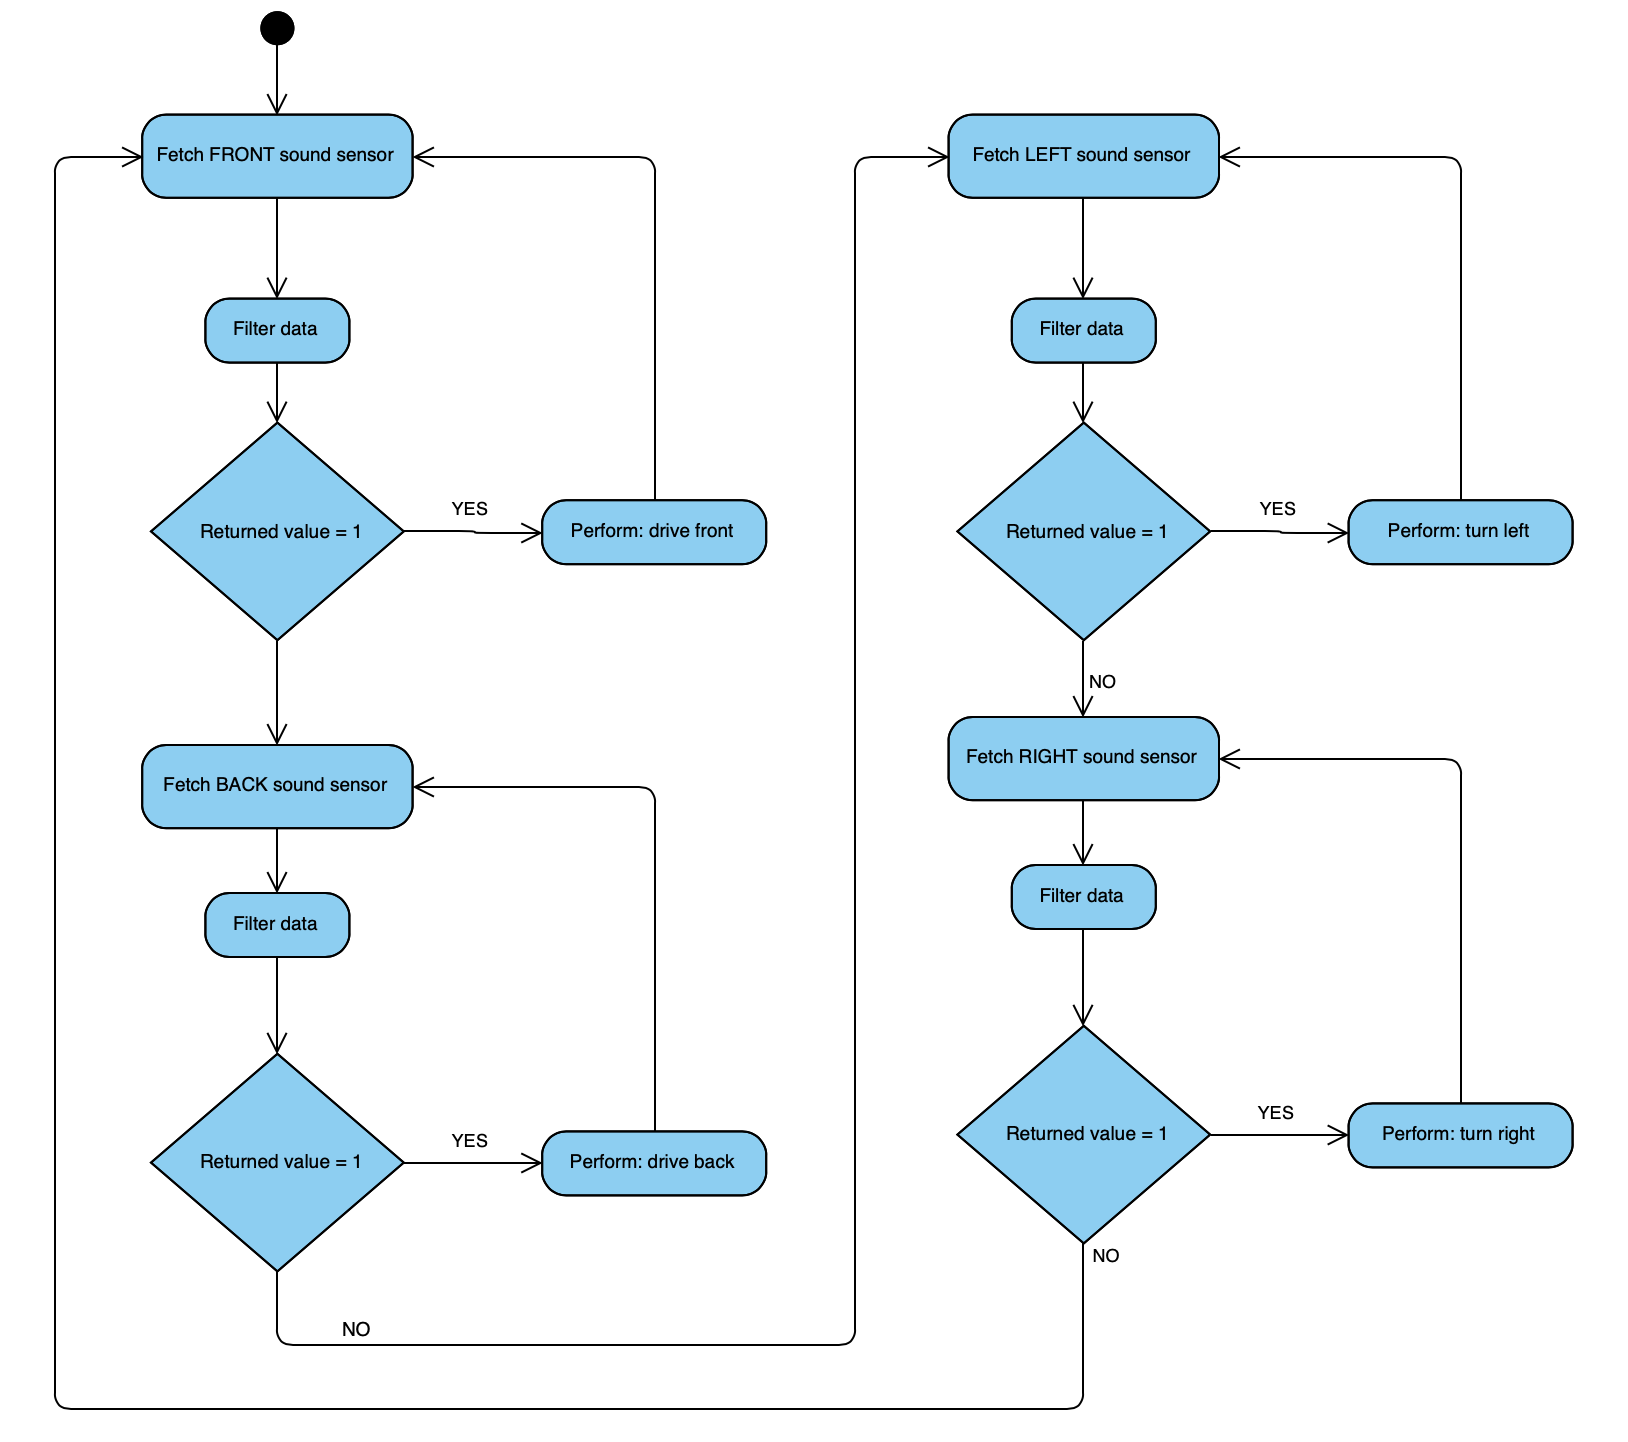 Fetch FRONT sound sensor
Filter data
Returned value = 1
YES
Perform: drive front
Fetch BACK sound sensor
Filter data
Returned value = 1
YES
Perform: drive back
NO
Fetch LEFT sound sensor
Filter data
Returned value = 1
YES
Perform: turn left
NO
Fetch RIGHT sound sensor
Filter data
Returned value = 1
YES
Perform: turn right
NO